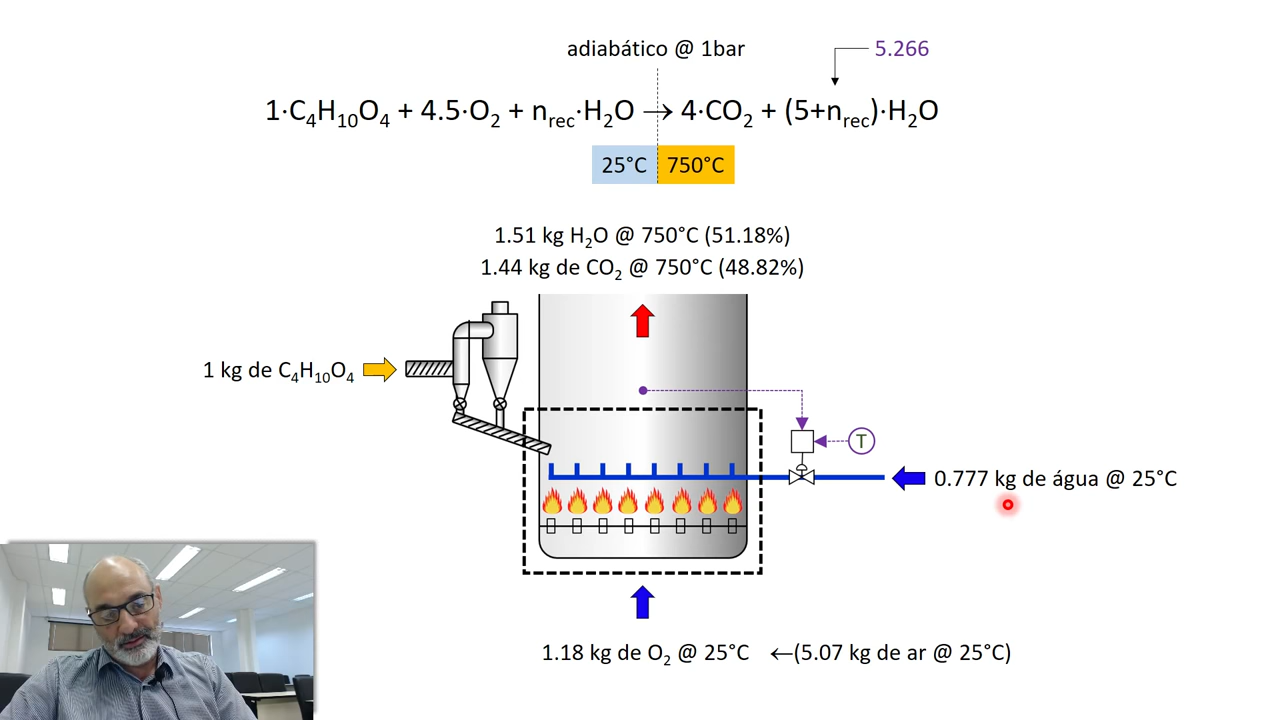 adiabático @ 1bar
5.266
1·C₄H₁₀O₄ + 4.5·O₂ + nᵣₑc·H₂O → 4·CO₂ + (5+nᵣₑc)·H₂O
25°C 750°C
1.51 kg H₂O @ 750°C (51.18%)
1.44 kg de CO₂ @ 750°C (48.82%)
1 kg de C₄H₁₀O₄
T
0.777 kg de água @ 25°C
1.18 kg de O₂ @ 25°C ←(5.07 kg de ar @ 25°C)